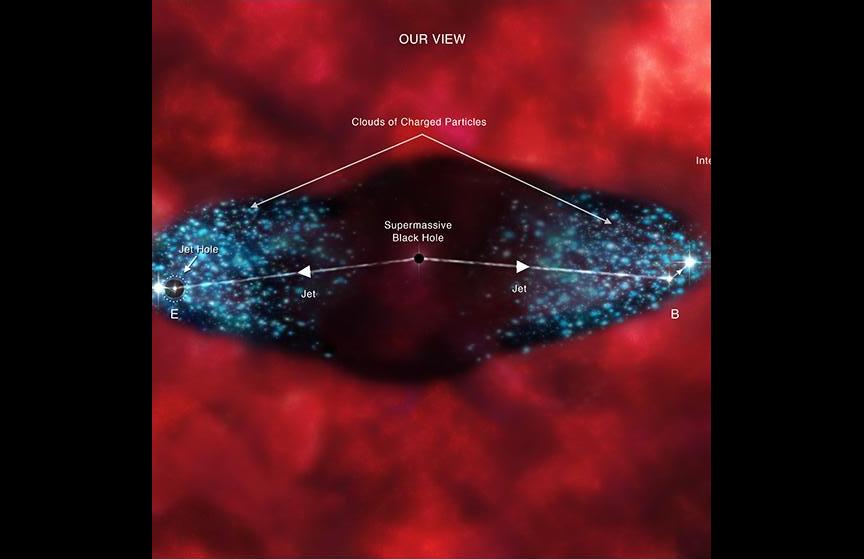 OUR VIEW
Clouds of Charged Particles
Supermassive
Black Hole
Jet Hole
Jet
Jet
E
B